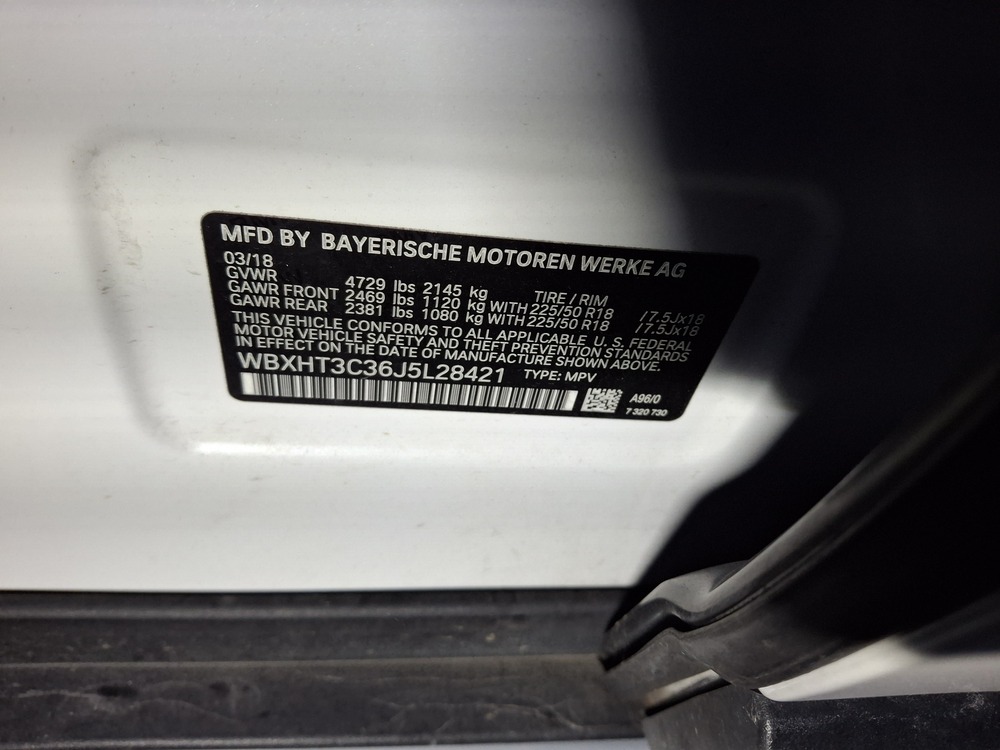 MFD BY BAYERISCHE MOTOREN WERKE AG
03/18
GVWR 4729 lbs 2145 kg TIRE / RIM
GAWR FRONT 2469 lbs 1120 kg WITH 225/50 R18 /7.5Jx18
GAWR REAR 2381 lbs 1080 kg WITH 225/50 R18 /7.5Jx18
THIS VEHICLE CONFORMS TO ALL APPLICABLE U. S. FEDERAL
MOTOR VEHICLE SAFETY AND THEFT PREVENTION STANDARDS
IN EFFECT ON THE DATE OF MANUFACTURE SHOWN ABOVE.
WBXHT3C36J5L28421 TYPE: MPV
A96/0
7 320 730